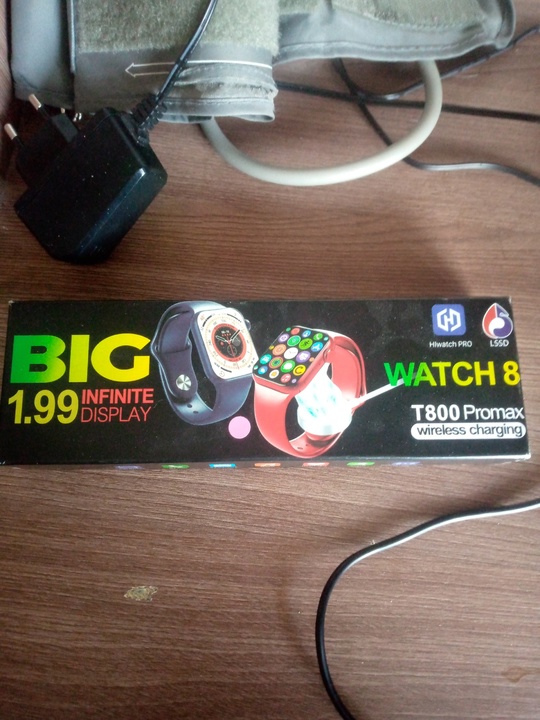 BIG
1.99 INFINITE
DISPLAY
HIwatch PRO
LSSD
WATCH 8
T800 Promax
wireless charging